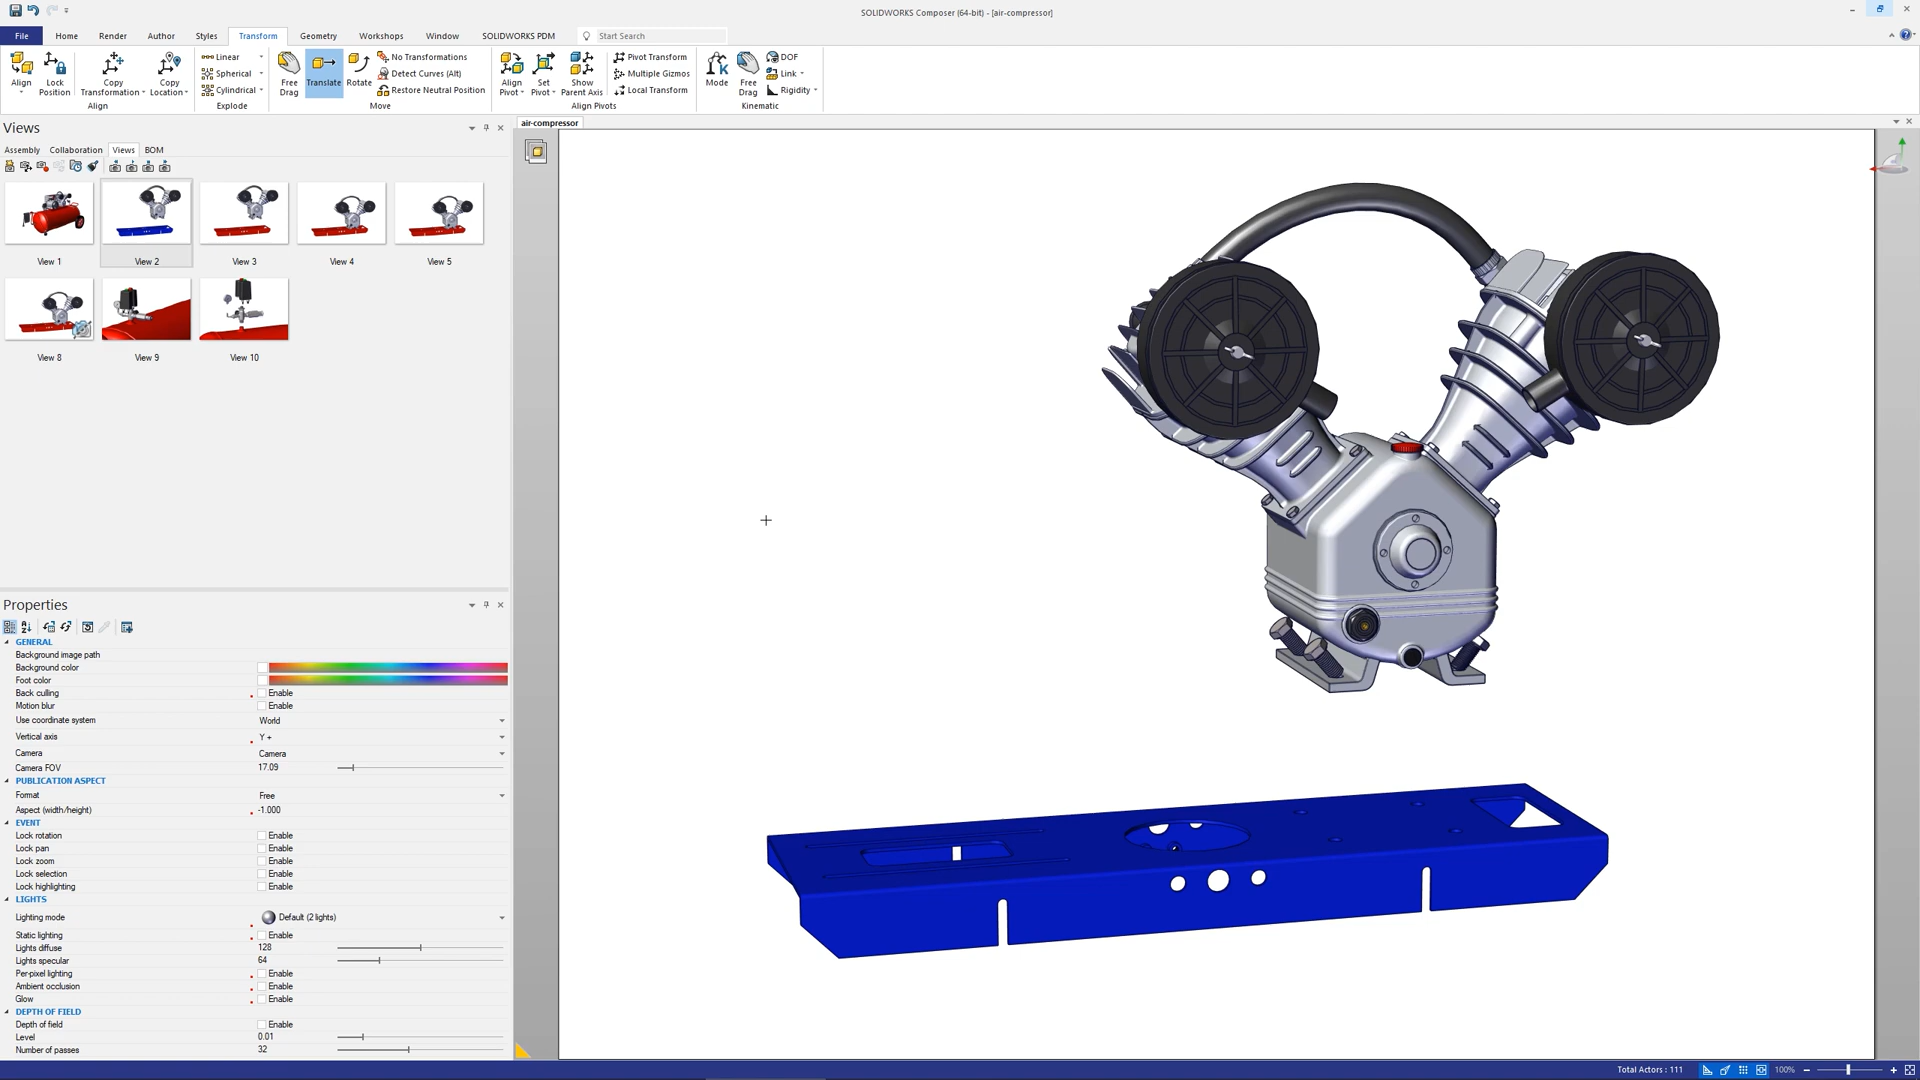 SOLIDWORKS Composer (64-bit) - [air-compressor]
File Home Render Author Styles Transform Geometry Workshops Window SOLIDWORKS PDM Start Search
Align
Lock Position
Copy Transformation
Copy Location
Align
Linear
Spherical
Cylindrical
Explode
Free Drag
Translate
Rotate
No Transformations
Detect Curves (Alt)
Restore Neutral Position
Move
Align Pivot
Set Pivot
Show Parent Axis
Pivot Transform
Multiple Gizmos
Local Transform
Align Pivots
Mode
Free Drag
DOF
Link
Rigidity
Kinematic
Views
Assembly Collaboration Views BOM
View 1 View 2 View 3 View 4 View 5
View 8 View 9 View 10
air-compressor
Properties
GENERAL
Background image path
Background color
Foot color
Back culling Enable
Motion blur Enable
Use coordinate system World
Vertical axis Y +
Camera Camera
Camera FOV 17.09
PUBLICATION ASPECT
Format Free
Aspect (width/height) -1.000
EVENT
Lock rotation Enable
Lock pan Enable
Lock zoom Enable
Lock selection Enable
Lock highlighting Enable
LIGHTS
Lighting mode Default (2 lights)
Static lighting Enable
Lights diffuse 128
Lights specular 64
Per-pixel lighting Enable
Ambient occlusion Enable
Glow Enable
DEPTH OF FIELD
Depth of field Enable
Level 0.01
Number of passes 32
Total Actors : 111 100%